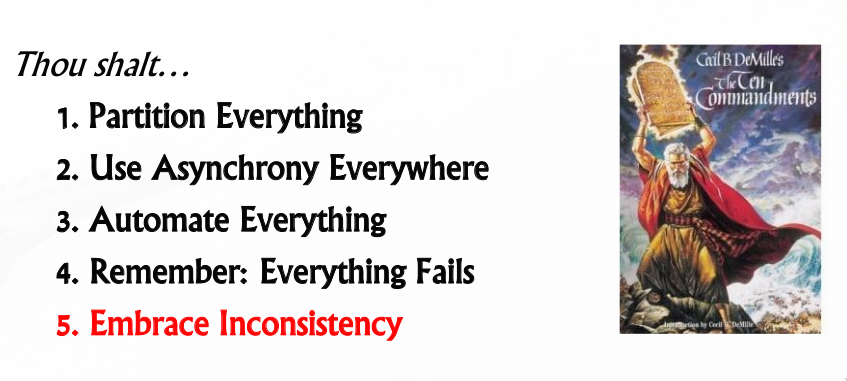 Thou shalt…
1. Partition Everything
2. Use Asynchrony Everywhere
3. Automate Everything
4. Remember: Everything Fails
5. Embrace Inconsistency
Cecil B. DeMille's
The Ten
Commandments
Introduction by Cecil B. DeMille